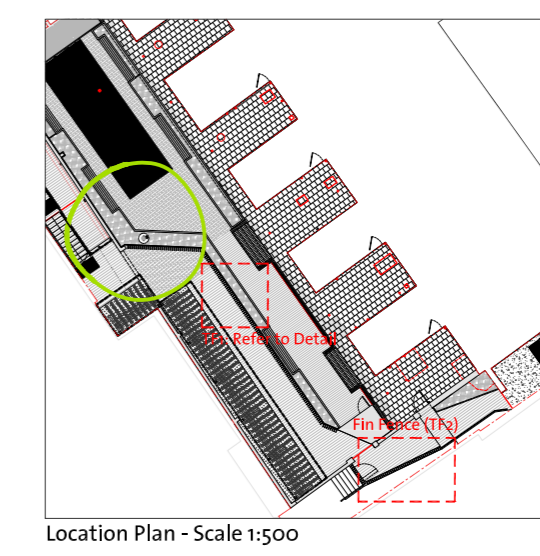 TF1- Refer to Detail
Fin Fence (TF2)
Location Plan - Scale 1:500